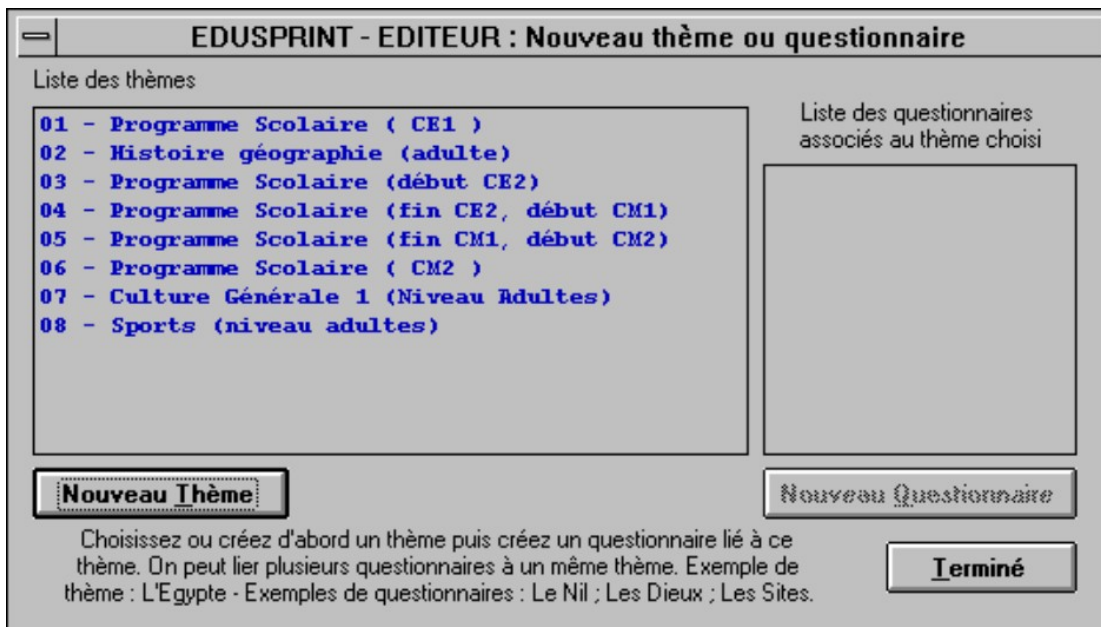 EDUSPRINT - EDITEUR : Nouveau thème ou questionnaire
Liste des thèmes
01 - Programme Scolaire ( CE1 )
02 - Histoire géographie (adulte)
03 - Programme Scolaire (début CE2)
04 - Programme Scolaire (fin CE2, début CM1)
05 - Programme Scolaire (fin CM1, début CM2)
06 - Programme Scolaire ( CM2 )
07 - Culture Générale 1 (Niveau Adultes)
08 - Sports (niveau adultes)
Liste des questionnaires
associés au thème choisi
Nouveau Thème
Nouveau Questionnaire
Choisissez ou créez d'abord un thème puis créez un questionnaire lié à ce
thème. On peut lier plusieurs questionnaires à un même thème. Exemple de
thème : L'Egypte - Exemples de questionnaires : Le Nil ; Les Dieux ; Les Sites.
Terminé